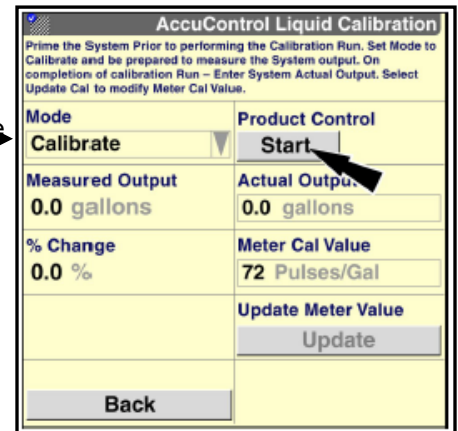 AccuControl Liquid Calibration
Prime the System Prior to performing the Calibration Run. Set Mode to
Calibrate and be prepared to measure the System output. On
completion of calibration Run – Enter System Actual Output. Select
Update Cal to modify Meter Cal Value.
Mode
Calibrate
Product Control
Start
Measured Output
0.0 gallons
Actual Output
0.0 gallons
% Change
0.0 %
Meter Cal Value
72 Pulses/Gal
Update Meter Value
Update
Back